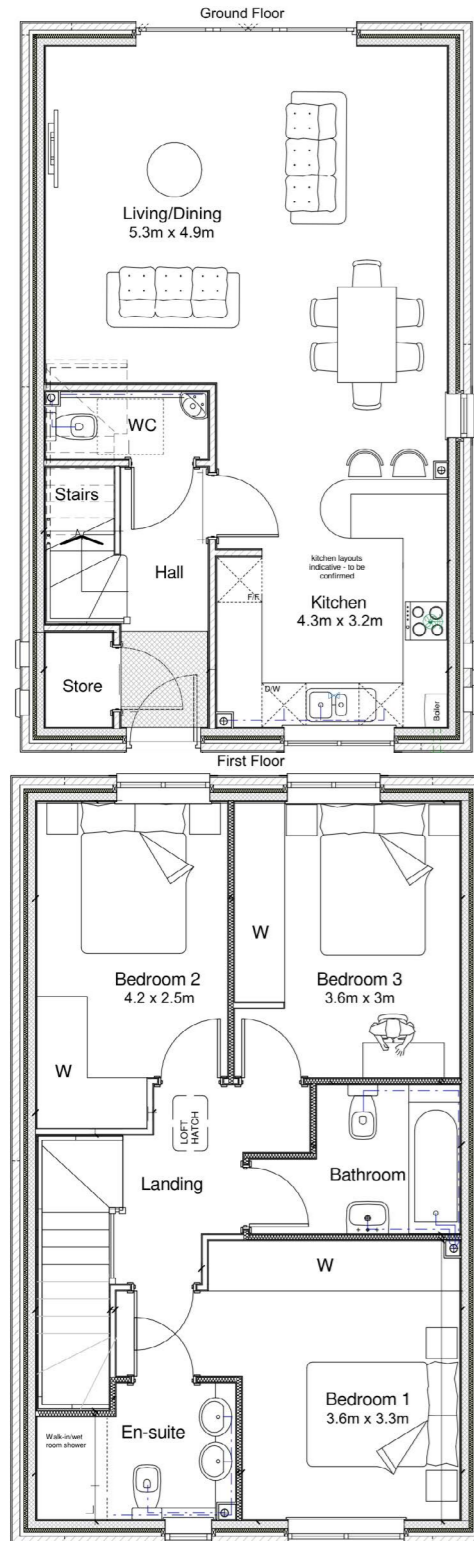 Ground Floor
Living/Dining
5.3m x 4.9m
WC
Stairs
Hall
kitchen layouts
indicative - to be
confirmed
F/F
Kitchen
4.3m x 3.2m
Store
D/W
Boiler
First Floor
W
Bedroom 2
4.2 x 2.5m
Bedroom 3
3.6m x 3m
W
LOFT
HATCH
Landing
Bathroom
W
Bedroom 1
3.6m x 3.3m
En-suite
Walk-in/wet
room shower